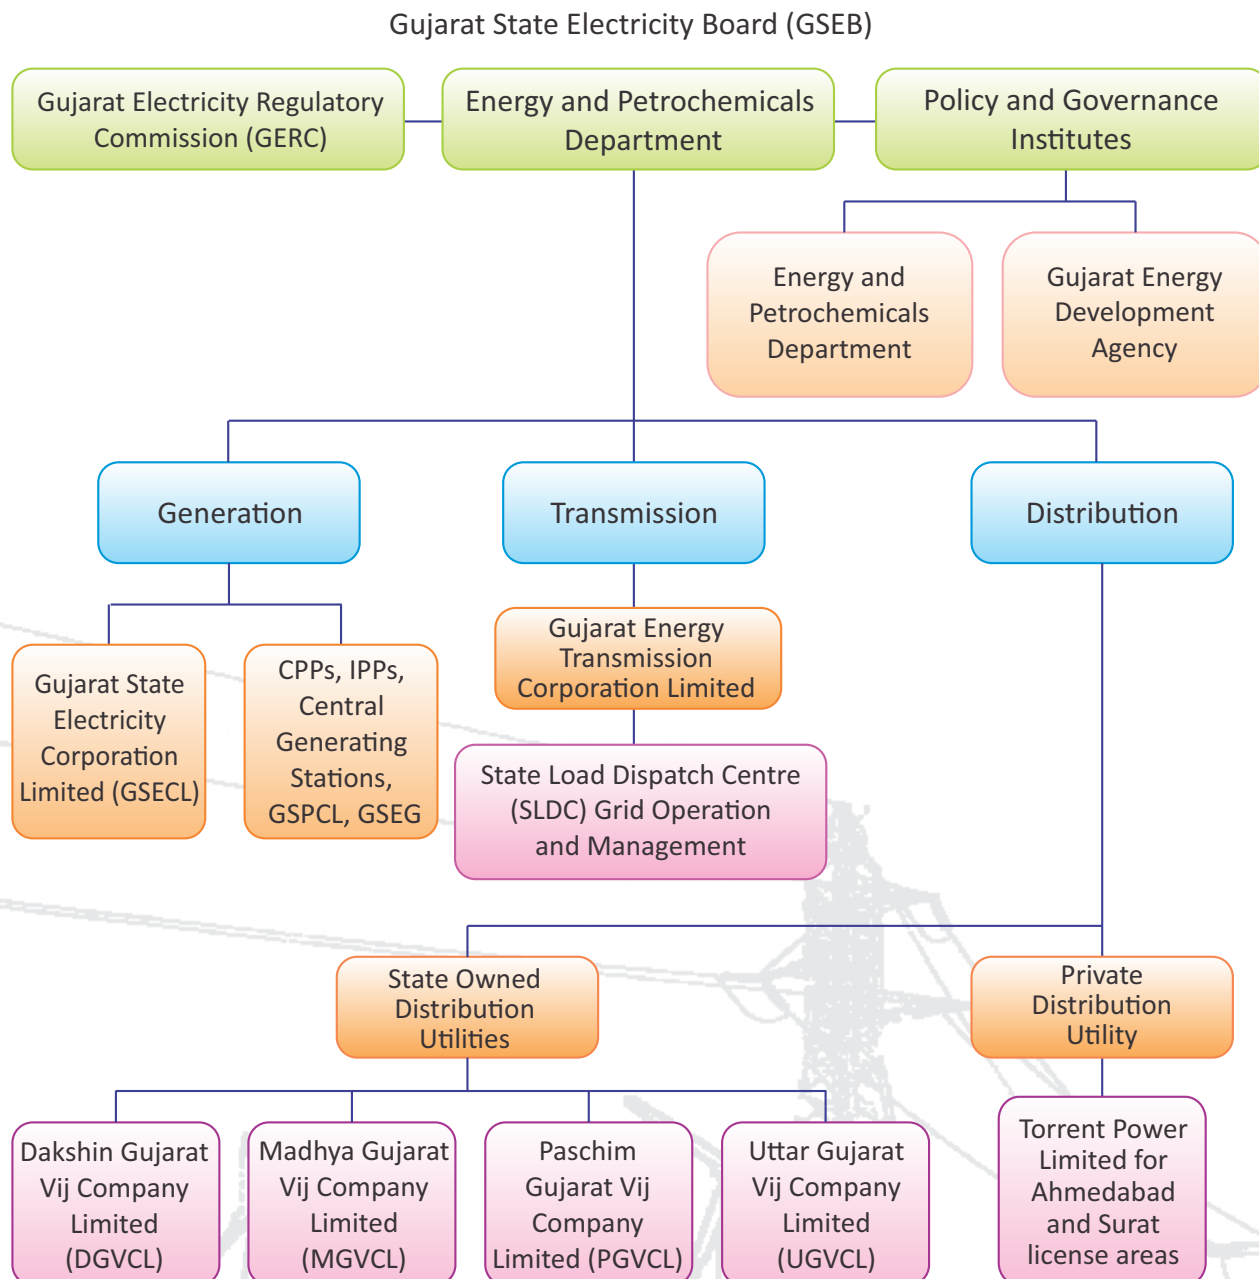 Gujarat State Electricity Board (GSEB)
Gujarat Electricity Regulatory
Commission (GERC)
Energy and Petrochemicals
Department
Policy and Governance
Institutes
Energy and
Petrochemicals
Department
Gujarat Energy
Development
Agency
Generation
Transmission
Distribution
Gujarat State
Electricity
Corporation
Limited (GSECL)
CPPs, IPPs,
Central
Generating
Stations,
GSPCL, GSEG
Gujarat Energy
Transmission
Corporation Limited
State Load Dispatch Centre
(SLDC) Grid Operation
and Management
State Owned
Distribution
Utilities
Private
Distribution
Utility
Dakshin Gujarat
Vij Company
Limited
(DGVCL)
Madhya Gujarat
Vij Company
Limited
(MGVCL)
Paschim
Gujarat Vij
Company
Limited (PGVCL)
Uttar Gujarat
Vij Company
Limited
(UGVCL)
Torrent Power
Limited for
Ahmedabad
and Surat
license areas